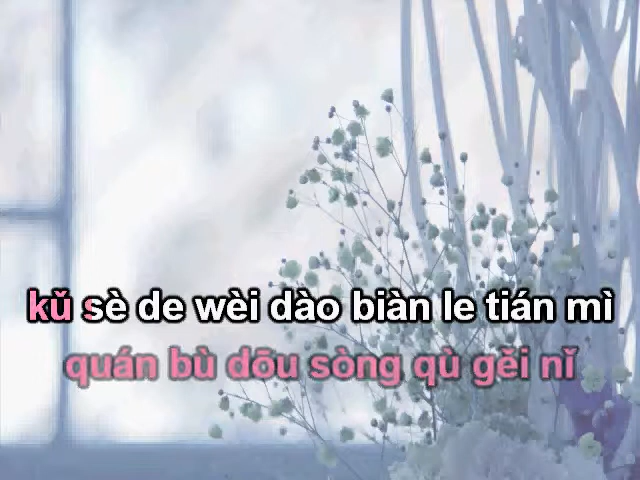 kǔ sè de wèi dào biàn le tián mì
quán bù dōu sòng qù gěi nǐ